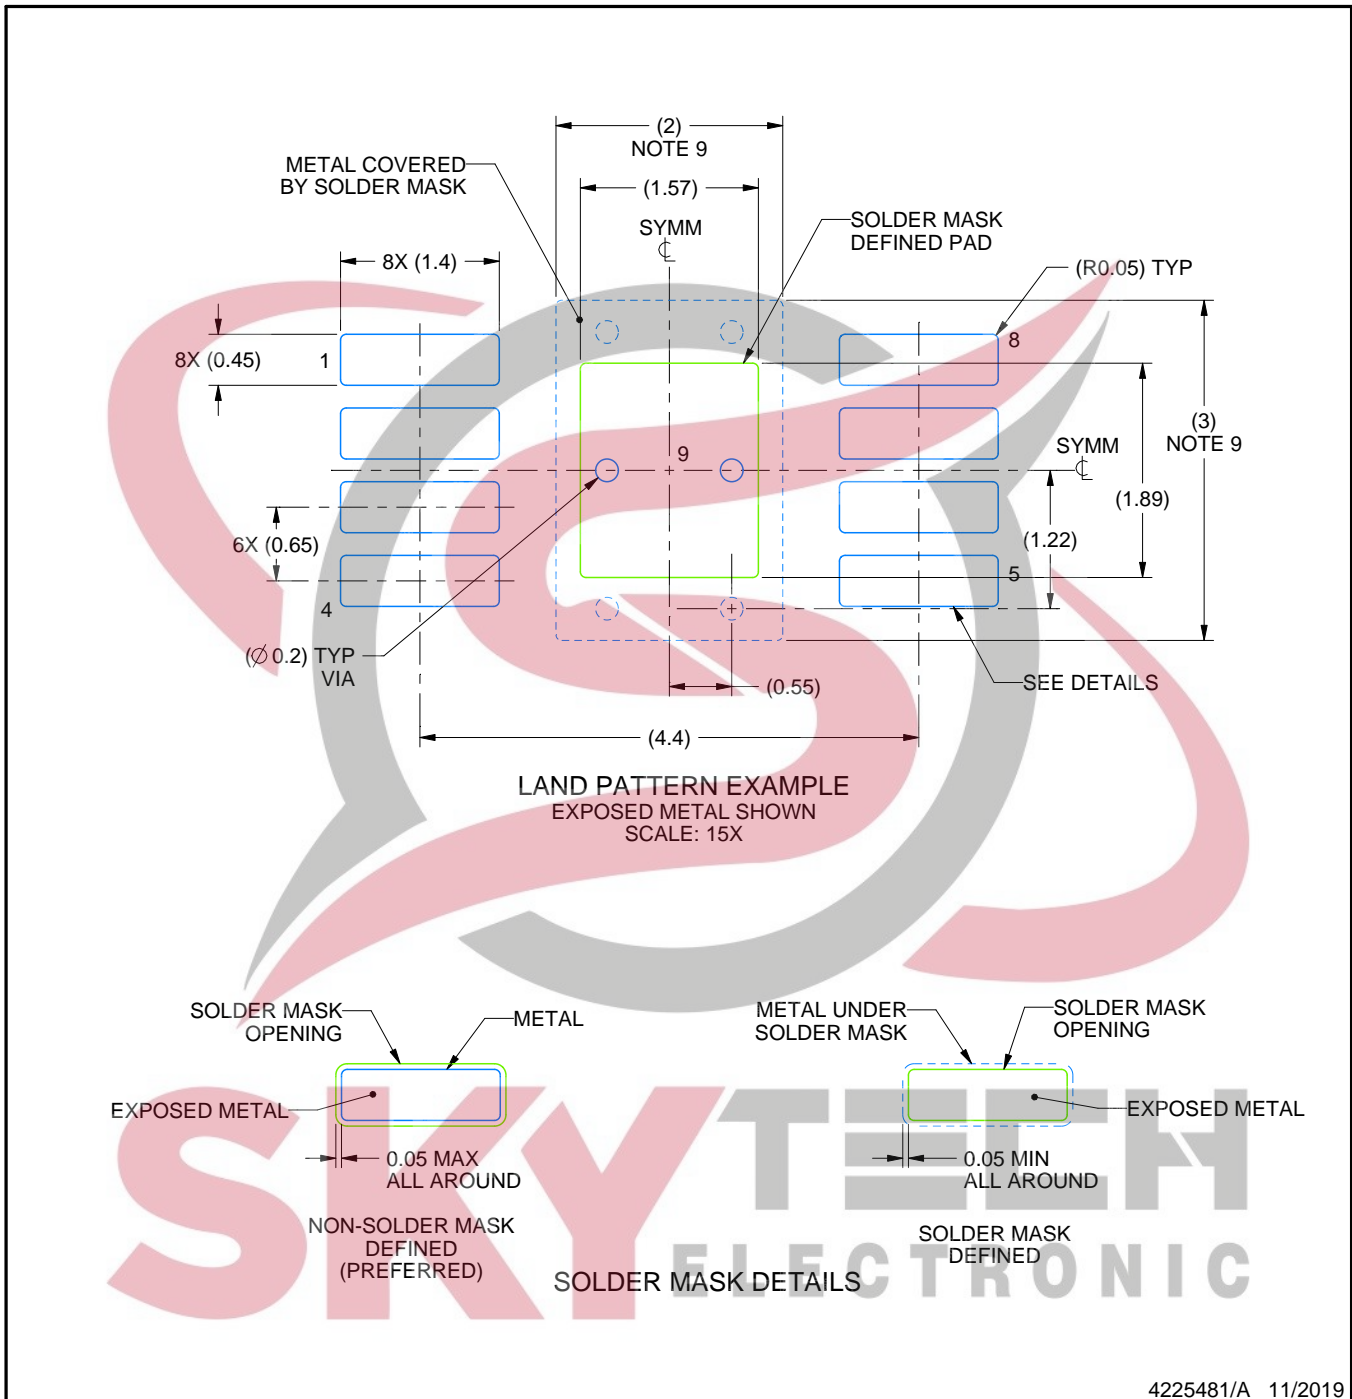 (2)
NOTE 9
METAL COVERED
BY SOLDER MASK
(1.57)
SYMM
℄
SOLDER MASK
DEFINED PAD
8X (1.4)
(R0.05) TYP
8X (0.45)
1
8
(3)
NOTE 9
9
SYMM
℄
(1.89)
6X (0.65)
(1.22)
4
5
(Ø 0.2) TYP
VIA
(0.55)
SEE DETAILS
(4.4)
LAND PATTERN EXAMPLE
EXPOSED METAL SHOWN
SCALE: 15X
SOLDER MASK
OPENING
METAL
EXPOSED METAL
0.05 MAX
ALL AROUND
NON-SOLDER MASK
DEFINED
(PREFERRED)
METAL UNDER
SOLDER MASK
SOLDER MASK
OPENING
EXPOSED METAL
0.05 MIN
ALL AROUND
SOLDER MASK
DEFINED
SOLDER MASK DETAILS
SKYTECH
ELECTRONIC
4225481/A 11/2019